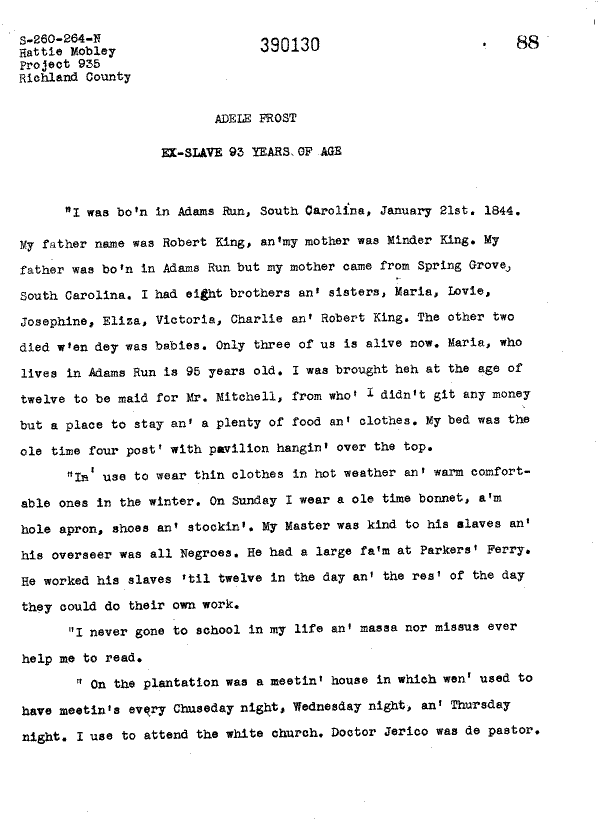 S-260-264-N
Hattie Mobley
Project 935
Richland County
390130
88
ADELE FROST
EX-SLAVE 93 YEARS OF AGE
"I was bo'n in Adams Run, South Carolina, January 21st. 1844.
My father name was Robert King, an'my mother was Minder King. My
father was bo'n in Adams Run but my mother came from Spring Grove,
South Carolina. I had eight brothers an' sisters, Maria, Lovie,
Josephine, Eliza, Victoria, Charlie an' Robert King. The other two
died w'en dey was babies. Only three of us is alive now. Maria, who
lives in Adams Run is 95 years old. I was brought heh at the age of
twelve to be maid for Mr. Mitchell, from who' I didn't git any money
but a place to stay an' a plenty of food an' clothes. My bed was the
ole time four post' with pavilion hangin' over the top.
"In' use to wear thin clothes in hot weather an' warm comfort-
able ones in the winter. On Sunday I wear a ole time bonnet, a'm
hole apron, shoes an' stockin'. My Master was kind to his slaves an'
his overseer was all Negroes. He had a large fa'm at Parkers' Ferry.
He worked his slaves 'til twelve in the day an' the res' of the day
they could do their own work.
"I never gone to school in my life an' massa nor missus ever
help me to read.
" On the plantation was a meetin' house in which wen' used to
have meetin's every Chuseday night, Wednesday night, an' Thursday
night. I use to attend the white church. Doctor Jerico was de pastor.